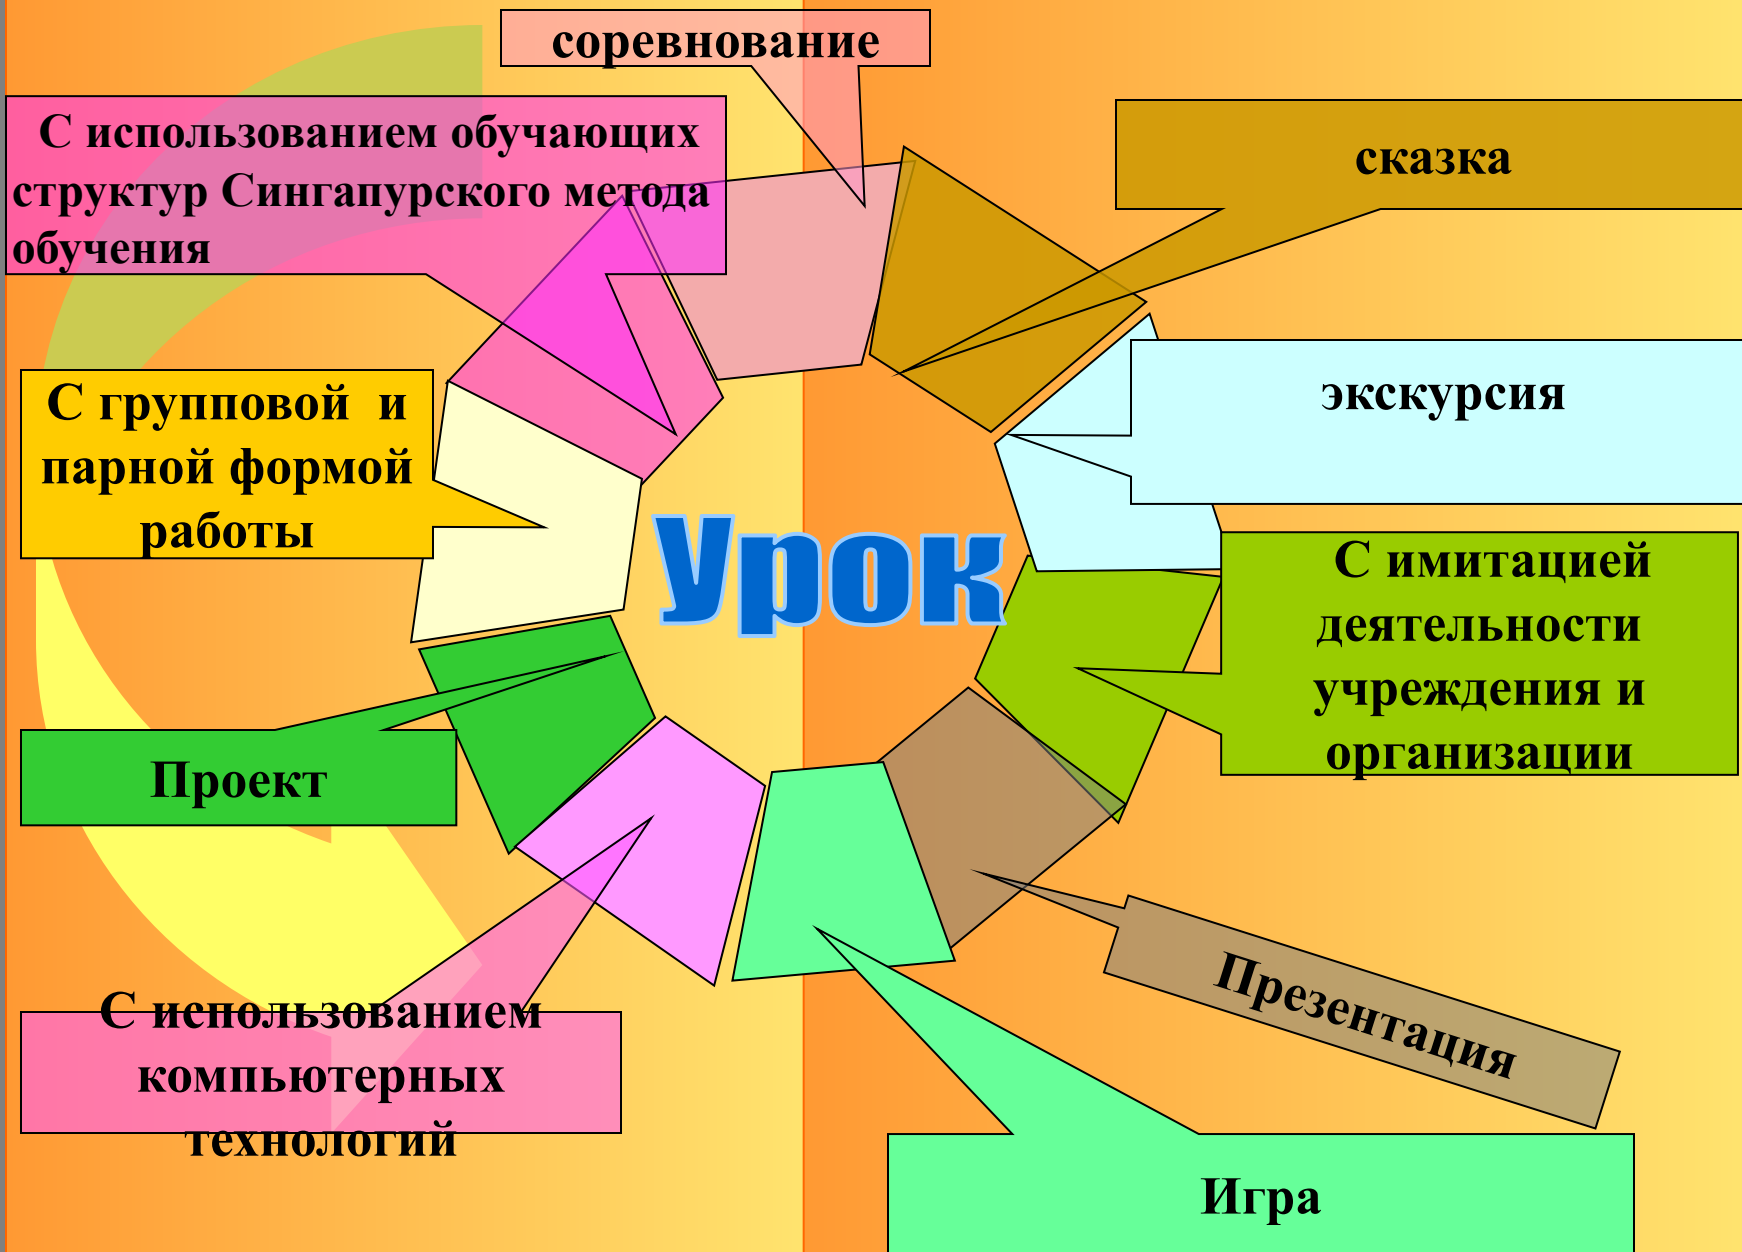 соревнование
С использованием обучающих
структур Сингапурского метода
обучения
сказка
С групповой и
парной формой
работы
экскурсия
Урок
С имитацией
деятельности
учреждения и
организации
Проект
Презентация
С использованием
компьютерных
технологий
Игра